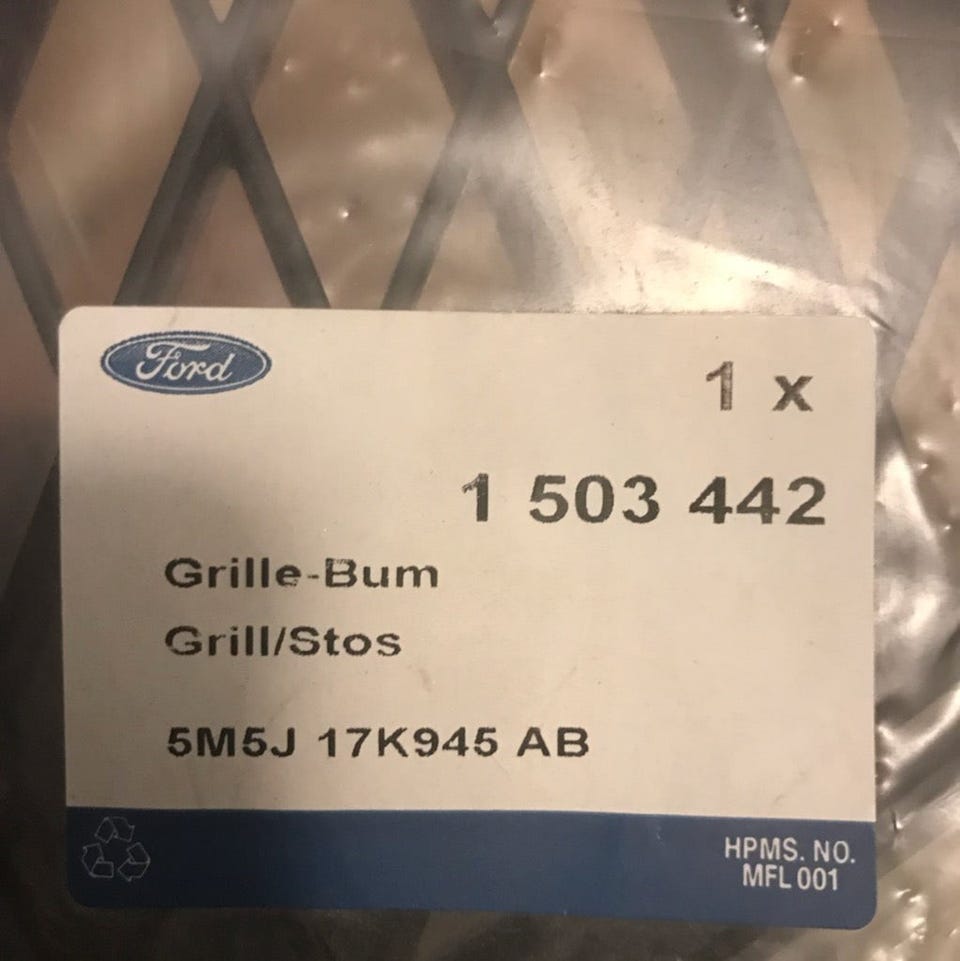 Ford
1 x
1 503 442
Grille-Bum
Grill/Stos
5M5J 17K945 AB
HPMS. NO.
MFL 001